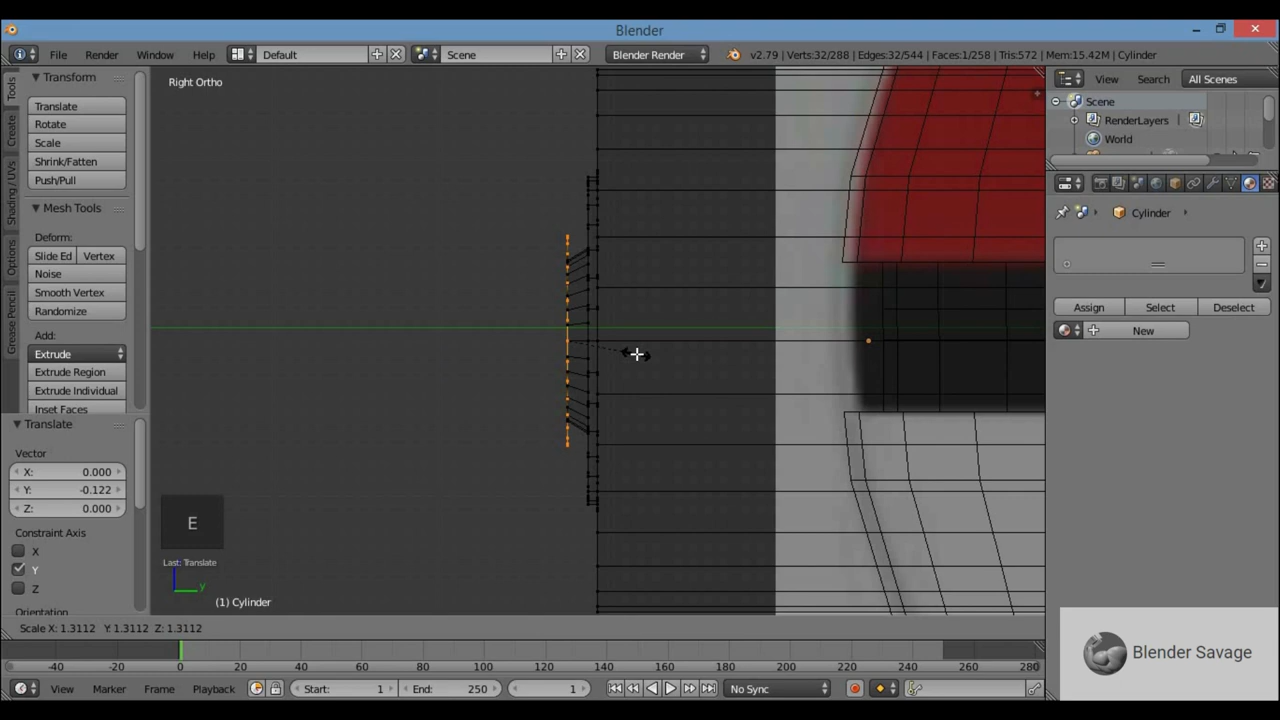 Blender
File Render Window Help Default Scene Blender Render v2.79 | Verts:32/288 | Edges:32/544 | Faces:1/58 | Tris:572 | Mem:15.42M | Cylinder
Tools
Create
Shading / UVs
Options
Grease Pencil
Transform
Translate
Rotate
Scale
Shrink/Fatten
Push/Pull
Mesh Tools
Deform:
Slide Ed Vertex
Noise
Smooth Vertex
Randomize
Add:
Extrude
Extrude Region
Extrude Individual
Inset Faces
Translate
Vector
X: 0.000
Y: -0.122
Z: 0.000
Constraint Axis
X
Y
Z
Orientation
Right Ortho
E
Last: Translate
y
(1) Cylinder
View Search All Scenes
Scene
RenderLayers
World
Cylinder
Assign Select Deselect
New
Scale X: 1.3112 Y: 1.3112 Z: 1.3112
-40 -20 0 20 40 60 80 100 120 140 160 180 200 220 240 260 280
View Marker Frame Playback Start: 1 End: 250 1 No Sync
Blender Savage